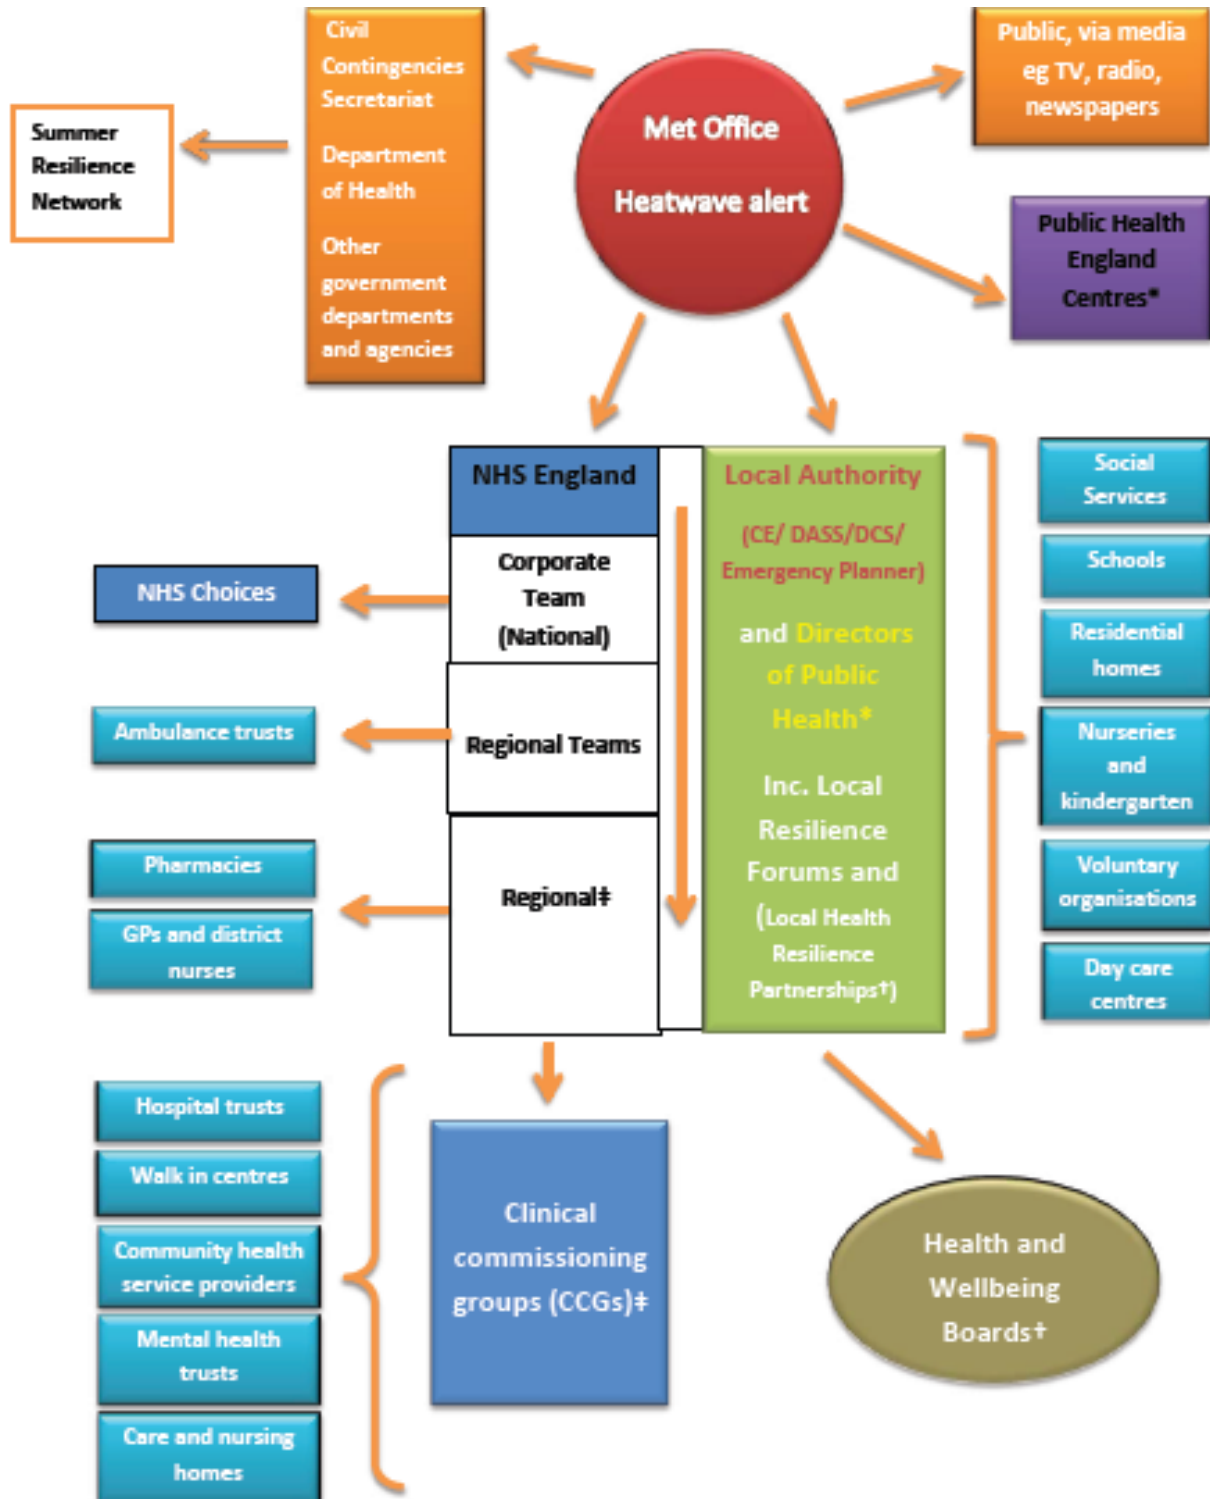 Civil
Contingencies
Secretariat
Department
of Health
Other
government
departments
and agencies
Met Office
Heatwave alert
Public, via media
eg TV, radio,
newspapers
Summer
Resilience
Network
Public Health
England
Centres*
NHS England
Corporate
Team
(National)
Regional Teams
Regional‡
Local Authority
(CE/ DASS/DCS/
Emergency Planner)
and Directors
of Public
Health*
Inc. Local
Resilience
Forums and
(Local Health
Resilience
Partnerships†)
NHS Choices
Ambulance trusts
Pharmacies
GPs and district
nurses
Social
Services
Schools
Residential
homes
Nurseries
and
kindergarten
Voluntary
organisations
Day care
centres
Hospital trusts
Walk in centres
Community health
service providers
Mental health
trusts
Care and nursing
homes
Clinical
commissioning
groups (CCGs)‡
Health and
Wellbeing
Boards†